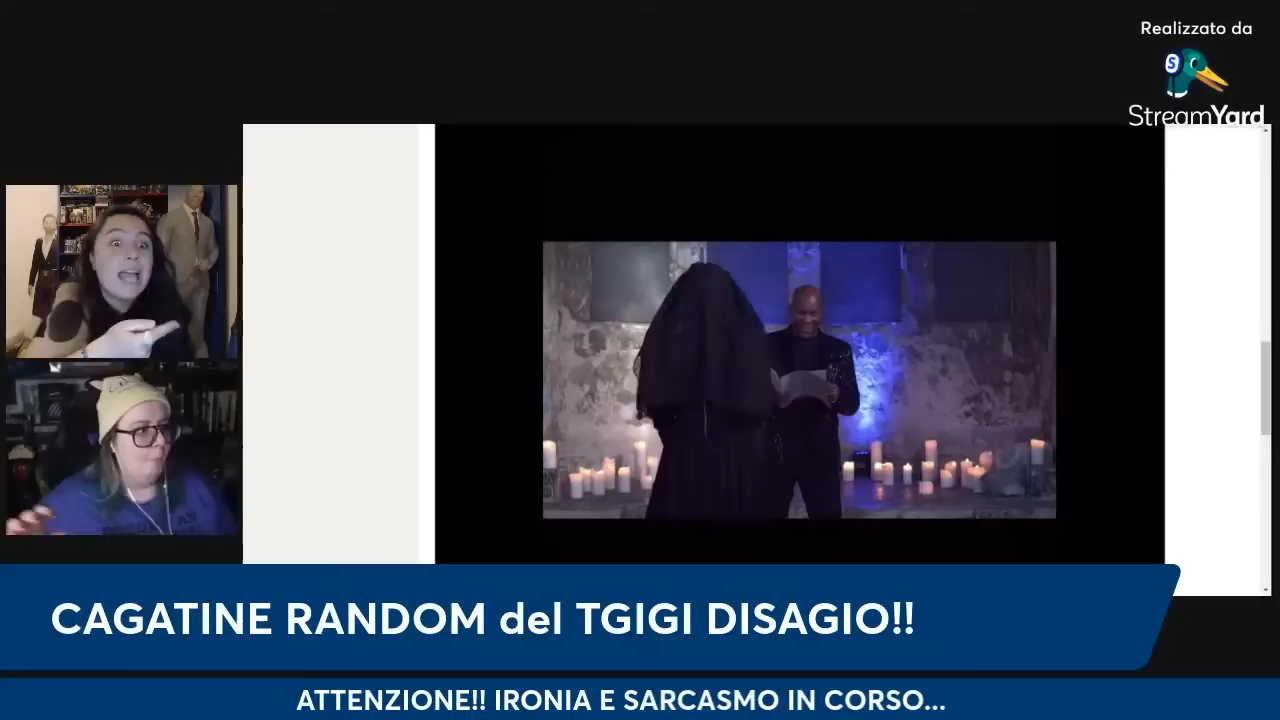 Realizzato da
S
StreamYard
CAGATINE RANDOM del TGIGI DISAGIO!!
ATTENZIONE!! IRONIA E SARCASMO IN CORSO...